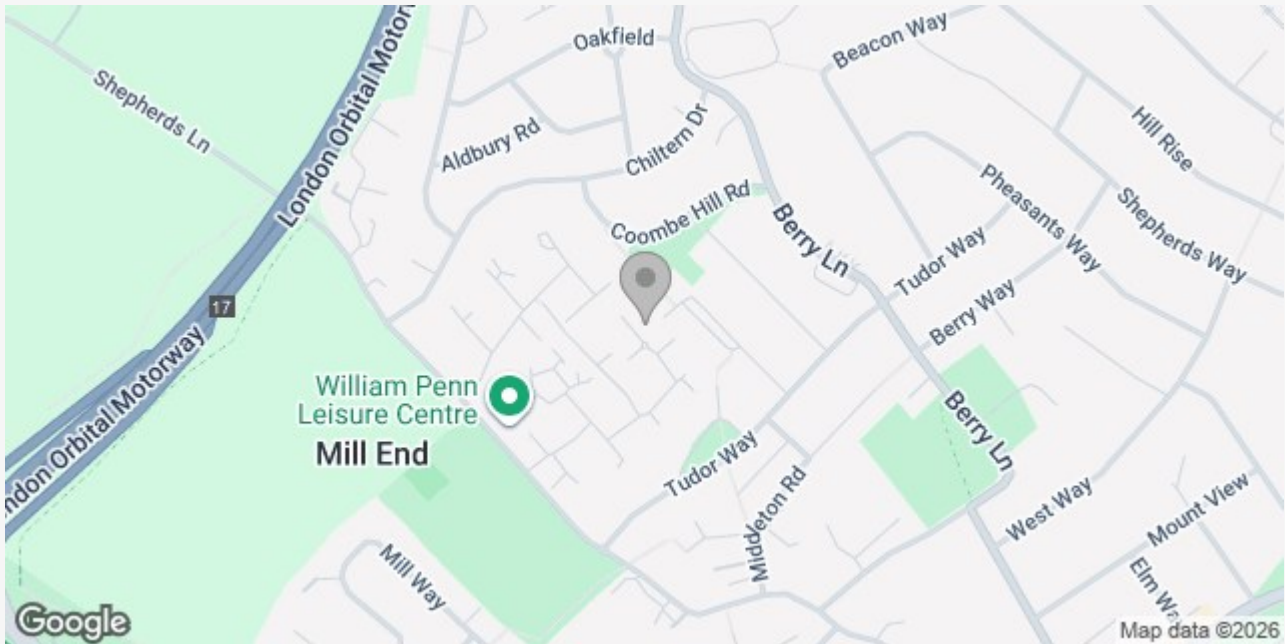 Oakfield
Beacon Way
Shepherds Ln
London Orbital Motorw
Aldbury Rd
Chiltern Dr
Hill Rise
Pheasants Way
Coombe Hill Rd
Shepherds Way
Berry Ln
Tudor Way
Berry Way
17
William Penn
Leisure Centre
Mill End
ndon Orbital Motorway
Berry Ln
Tudor Way
Middleton Rd
West Way
Mount View
Mill Way
Elm Wa
Google
Map data ©2026